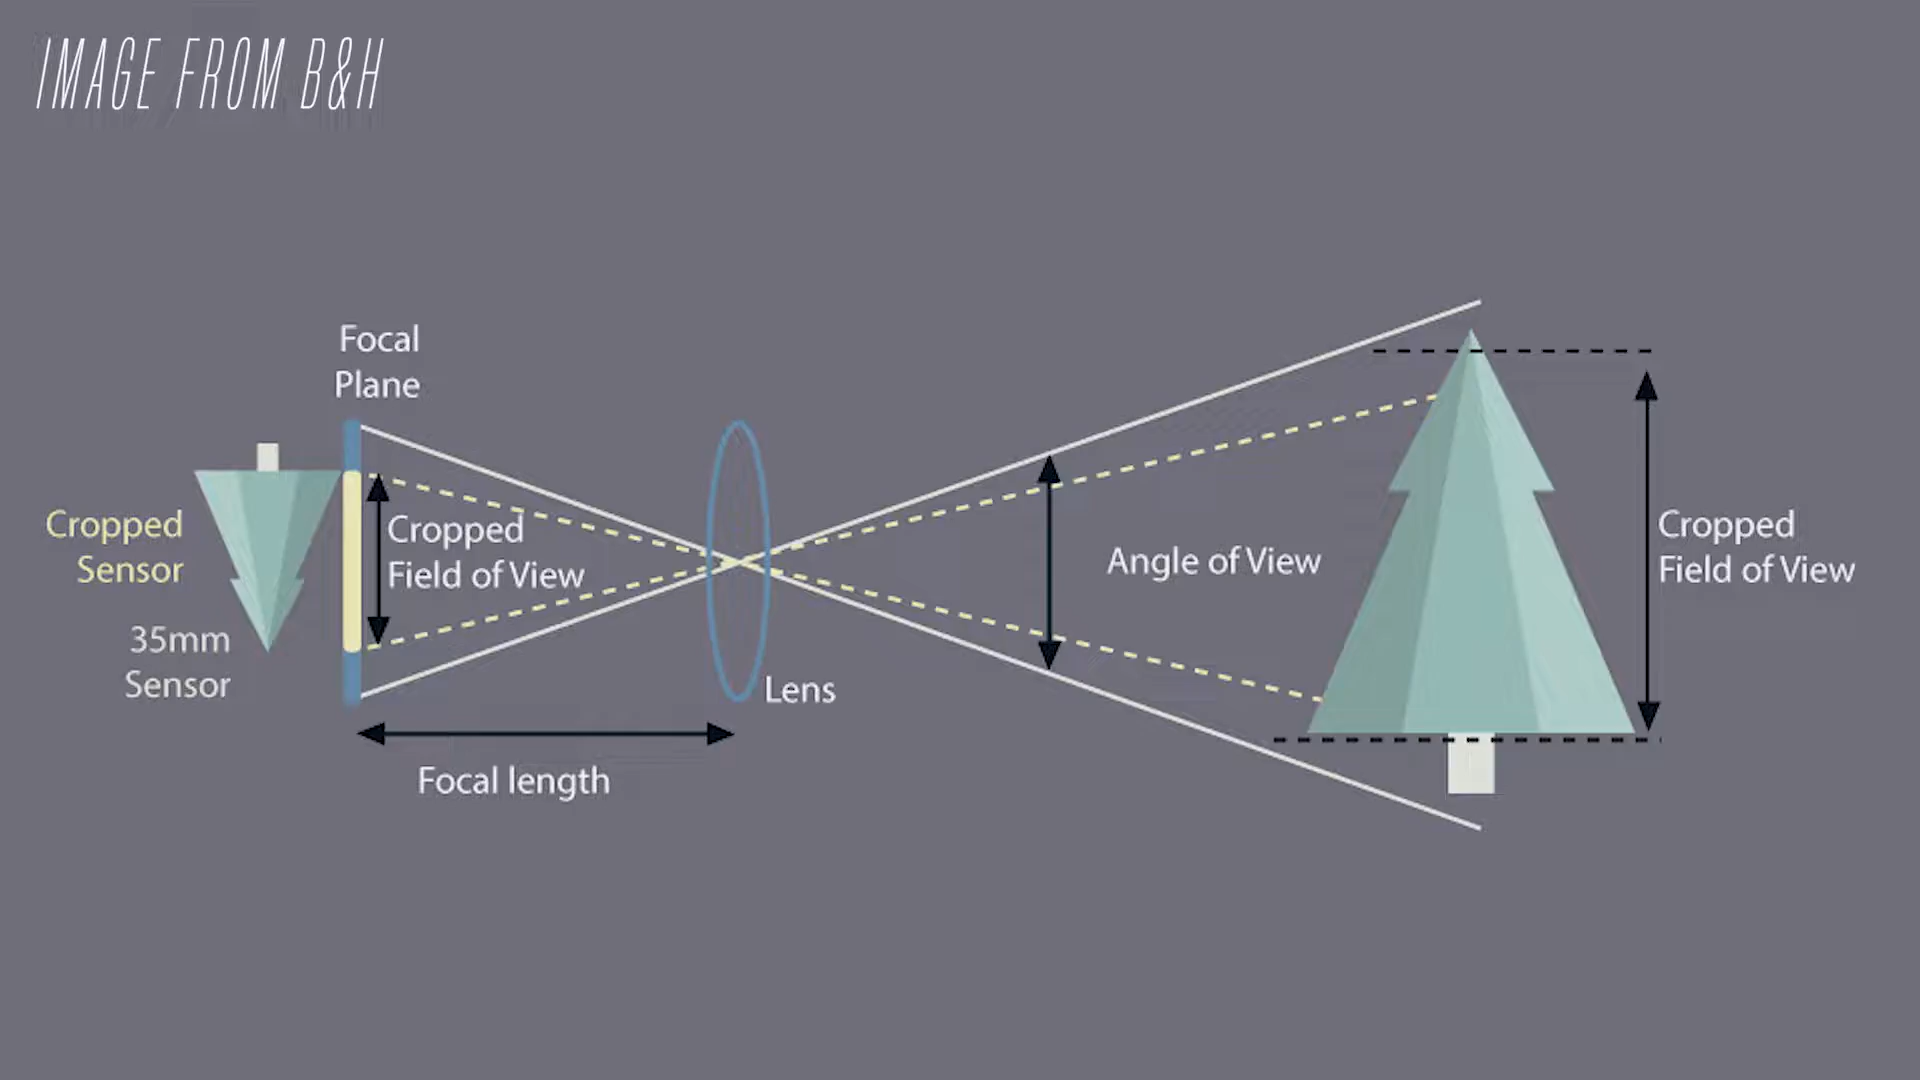 IMAGE FROM B&H
Focal
Plane
Cropped
Sensor
35mm
Sensor
Cropped
Field of View
Lens
Focal length
Angle of View
Cropped
Field of View